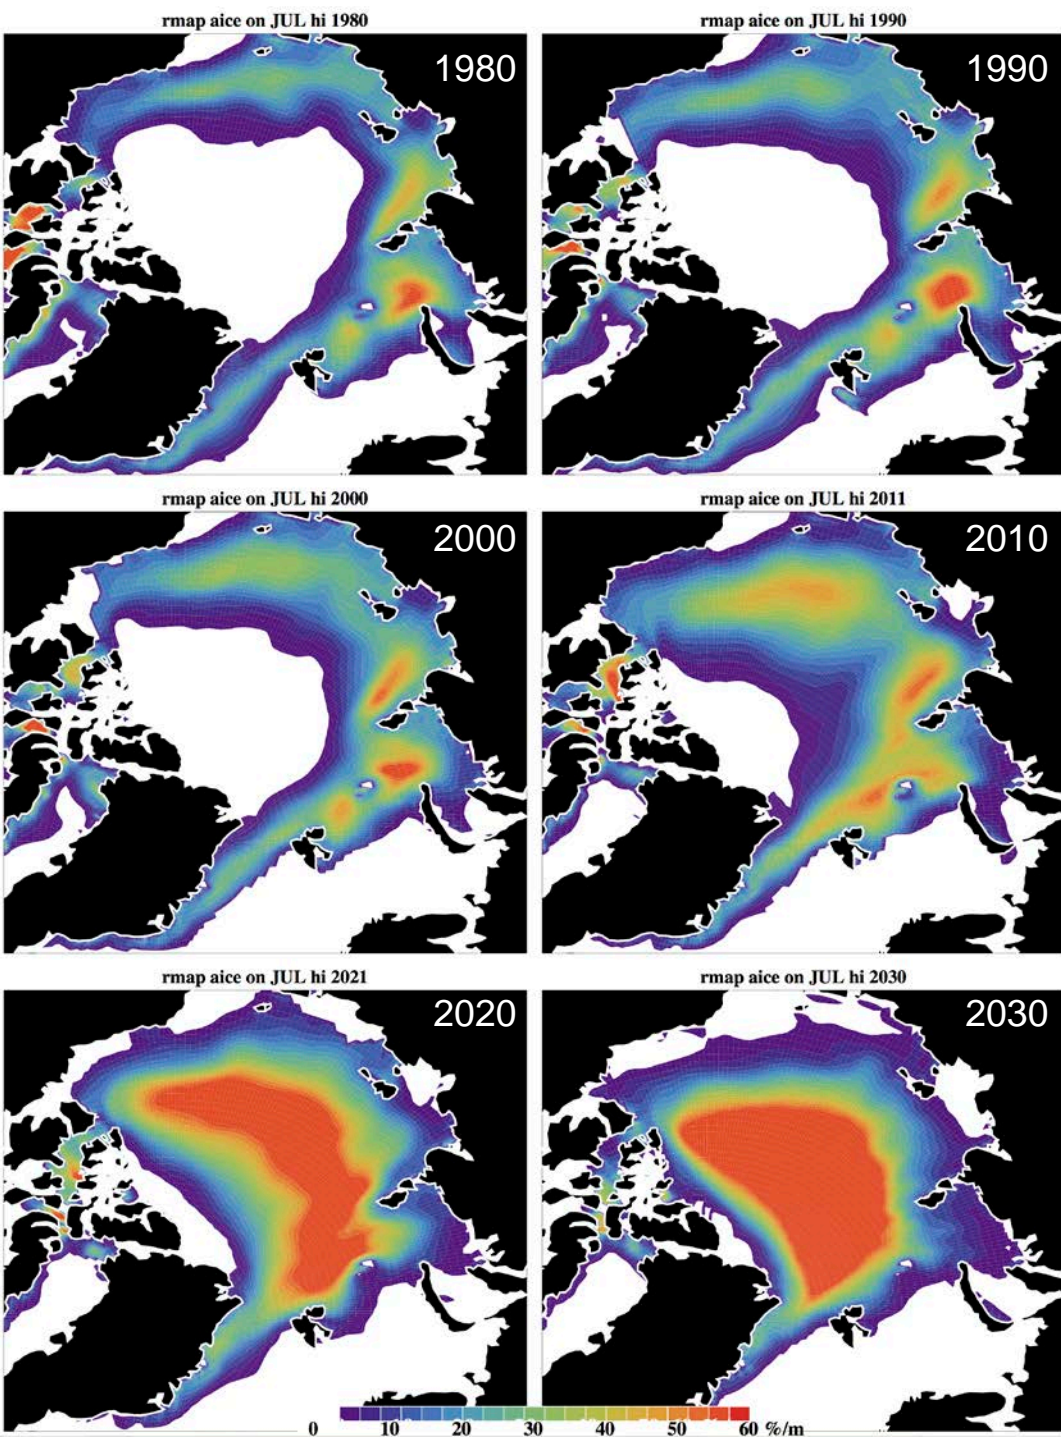 rmap aice on JUL hi 1980
1980
rmap aice on JUL hi 1990
1990
rmap aice on JUL hi 2000
2000
rmap aice on JUL hi 2011
2010
rmap aice on JUL hi 2021
2020
rmap aice on JUL hi 2030
2030
0 10 20 30 40 50 60 %/m